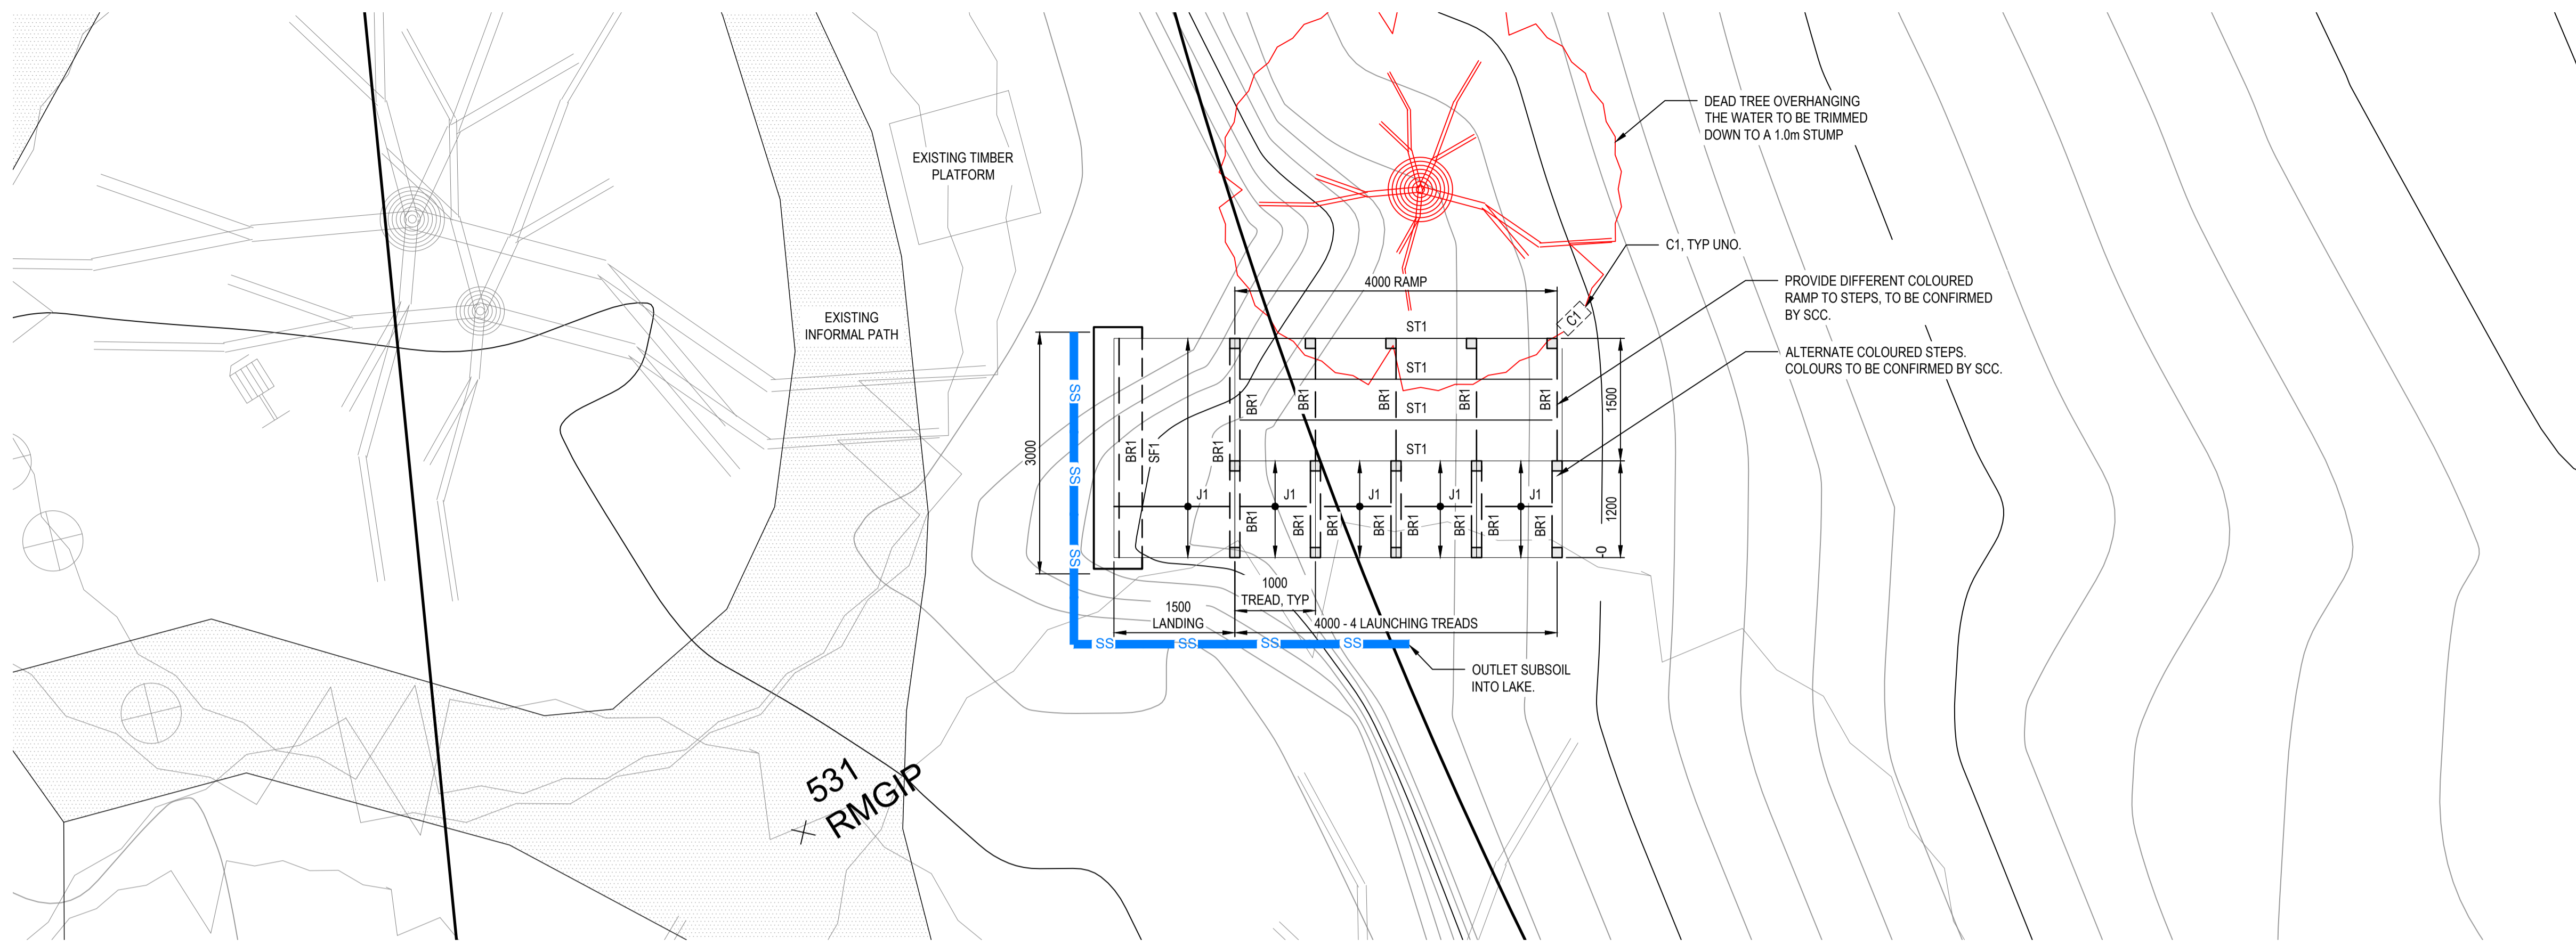 DEAD TREE OVERHANGING
THE WATER TO BE TRIMMED
DOWN TO A 1.0m STUMP
EXISTING TIMBER
PLATFORM
C1, TYP UNO.
4000 RAMP
PROVIDE DIFFERENT COLOURED
RAMP TO STEPS, TO BE CONFIRMED
BY SCC.
C1
EXISTING
INFORMAL PATH
ST1
ALTERNATE COLOURED STEPS.
COLOURS TO BE CONFIRMED BY SCC.
ST1
SS
BR1
BR1
BR1
BR1
BR1
1500
ST1
3000
BR1
SF1
BR1
ST1
SS
J1
J1
J1
J1
J1
1200
BR1
BR1
BR1
BR1
BR1
BR1
BR1
BR1
SS
-0
1000
TREAD, TYP
1500
LANDING
4000 - 4 LAUNCHING TREADS
SS
SS
SS
SS
OUTLET SUBSOIL
INTO LAKE.
531
RMGIP